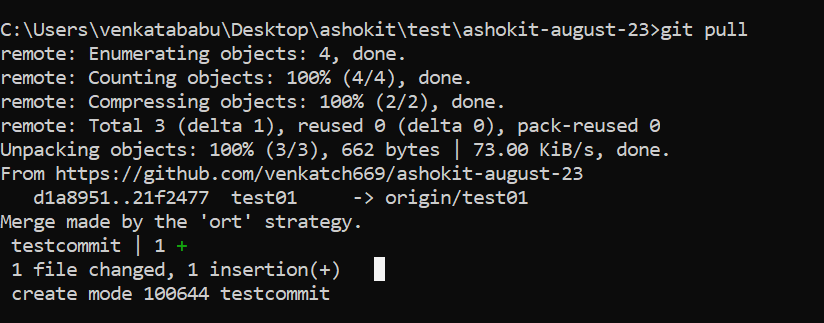 C:\Users\venkatababu\Desktop\ashokit\test\ashokit-august-23>git pull
remote: Enumerating objects: 4, done.
remote: Counting objects: 100% (4/4), done.
remote: Compressing objects: 100% (2/2), done.
remote: Total 3 (delta 1), reused 0 (delta 0), pack-reused 0
Unpacking objects: 100% (3/3), 662 bytes | 73.00 KiB/s, done.
From https://github.com/venkatch669/ashokit-august-23
   d1a8951..21f2477  test01     -> origin/test01
Merge made by the 'ort' strategy.
 testcommit | 1 +
 1 file changed, 1 insertion(+)
 create mode 100644 testcommit